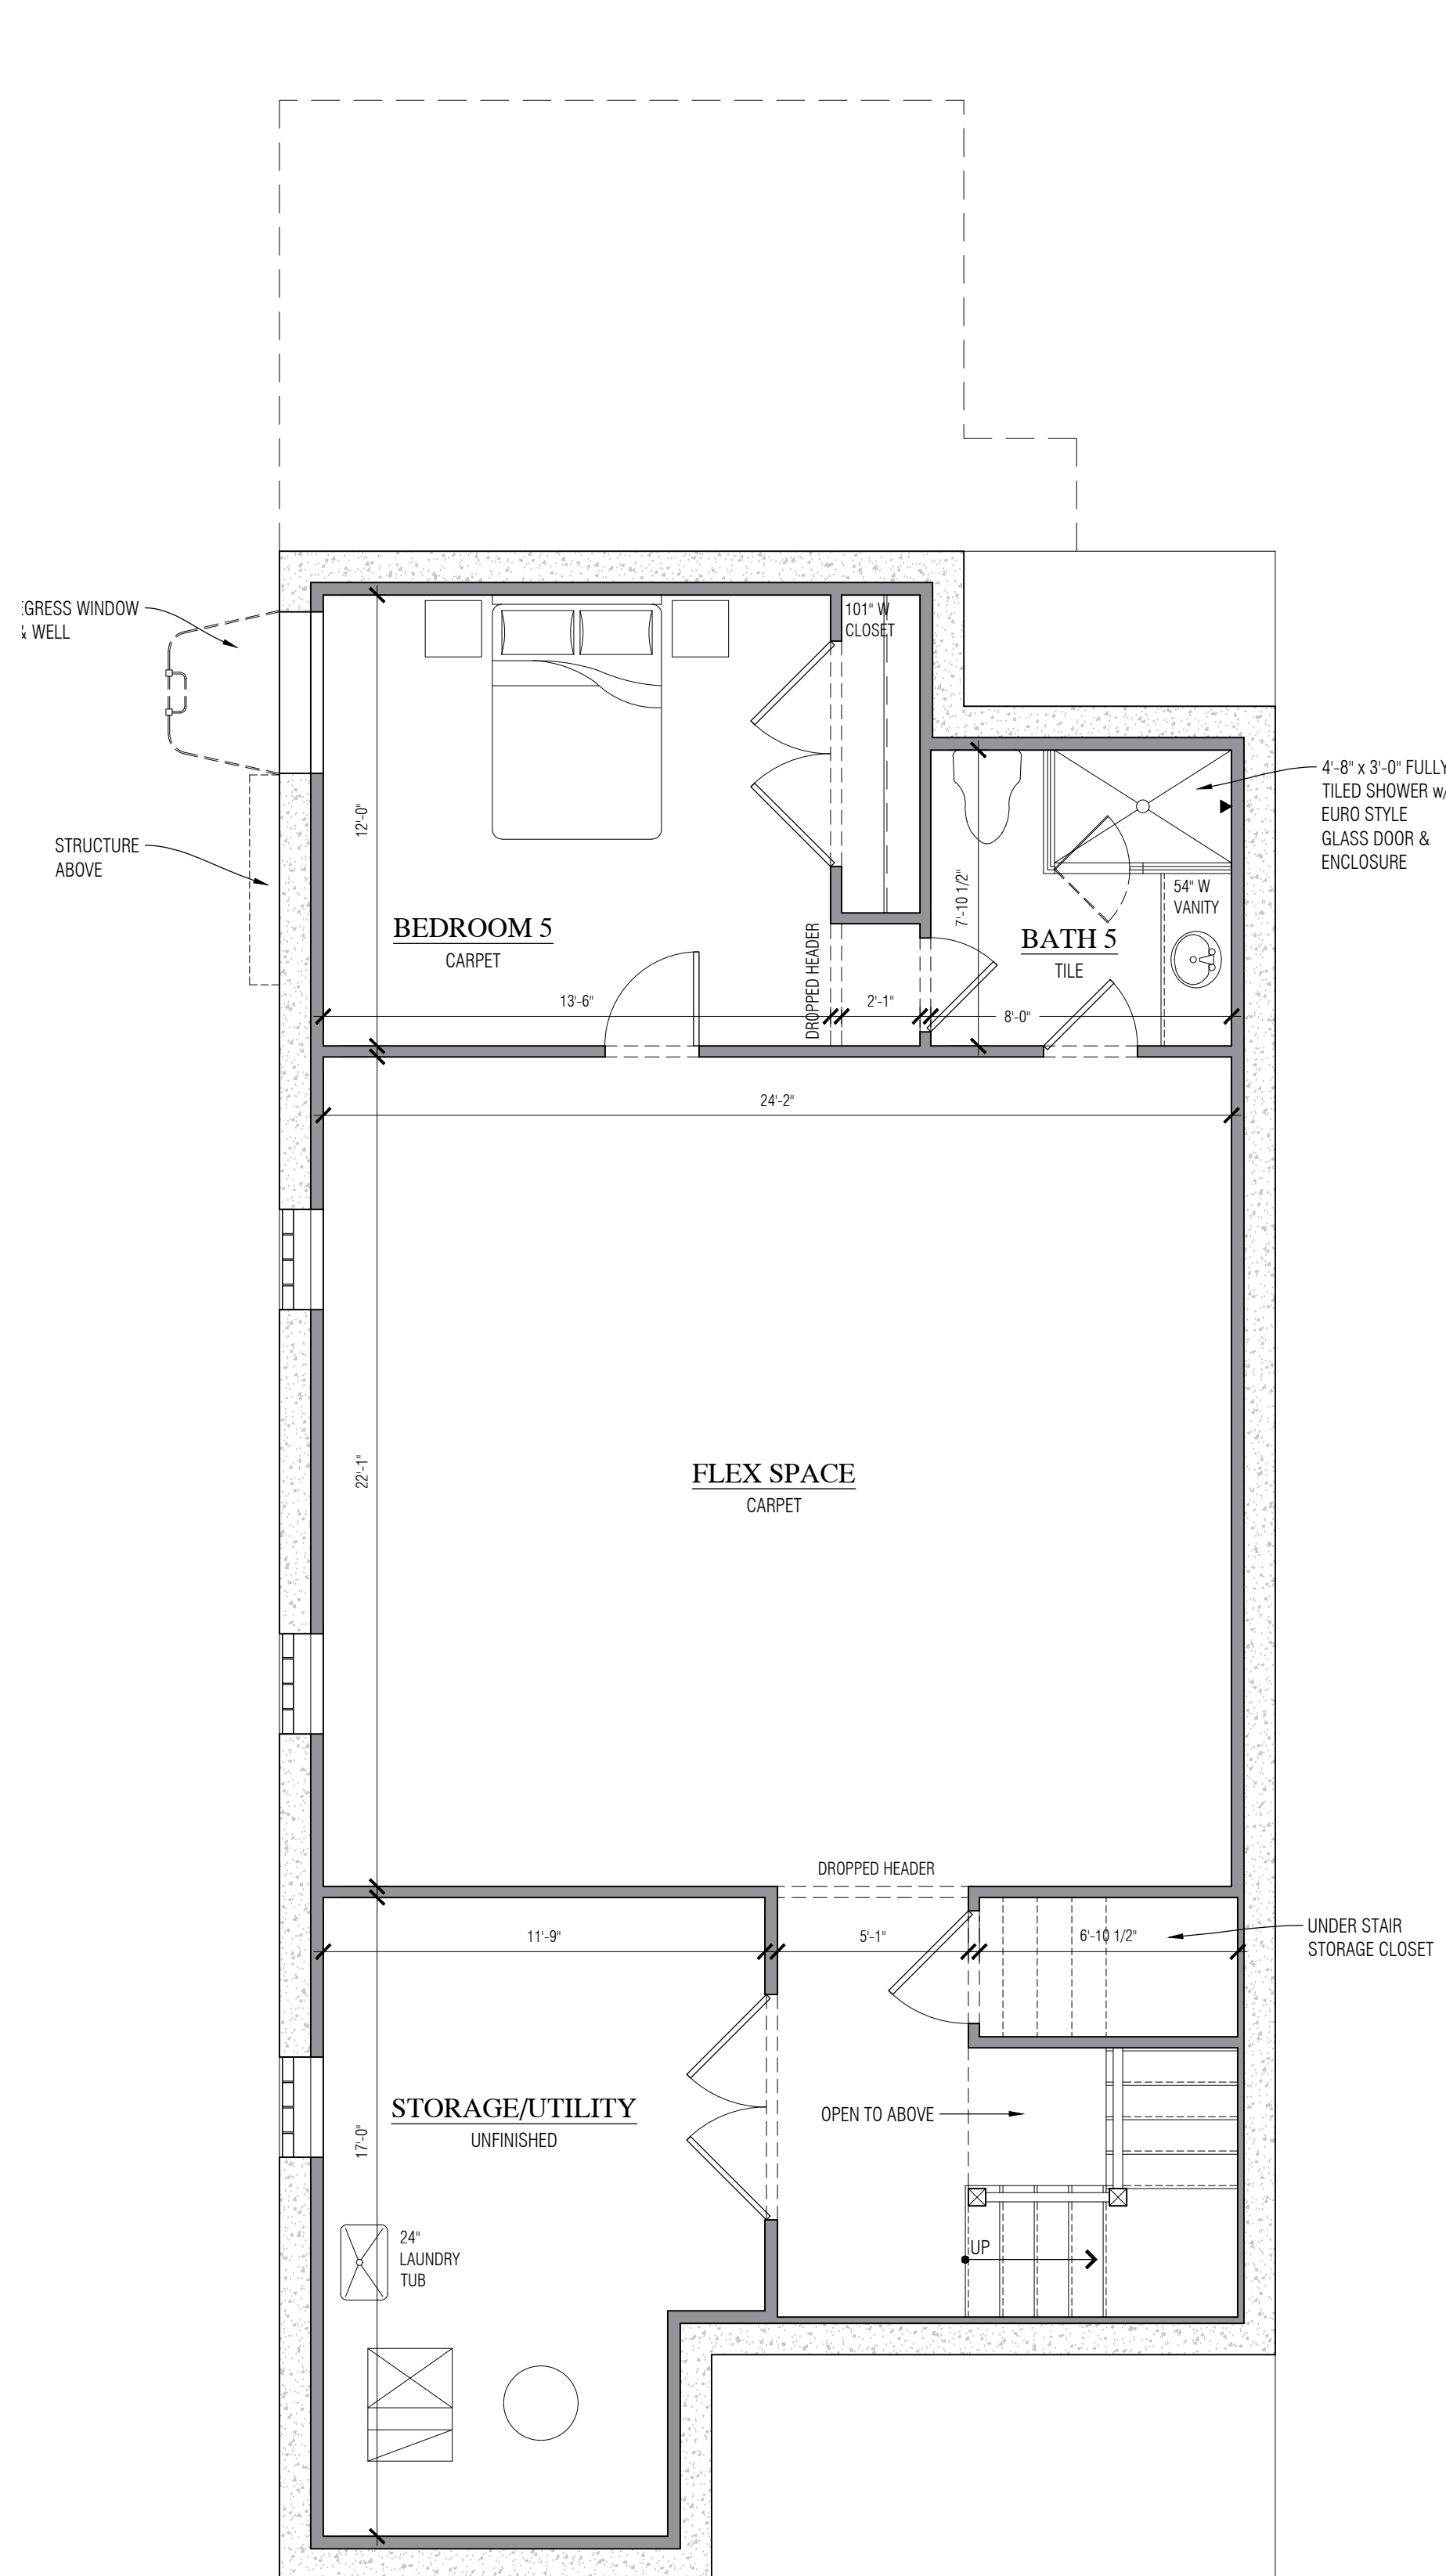 101" W
CLOSET
EGRESS WINDOW
& WELL
4'-8" x 3'-0" FULLY
TILED SHOWER w/
EURO STYLE
GLASS DOOR &
ENCLOSURE
12'-0"
STRUCTURE
ABOVE
7'-10 1/2"
54" W
VANITY
BEDROOM 5
CARPET
DROPPED HEADER
BATH 5
TILE
13'-6"
2'-1"
8'-0"
24'-2"
22'-1"
FLEX SPACE
CARPET
DROPPED HEADER
11'-9"
5'-1"
6'-10 1/2"
UNDER STAIR
STORAGE CLOSET
STORAGE/UTILITY
UNFINISHED
17'-0"
OPEN TO ABOVE
24"
LAUNDRY
TUB
UP